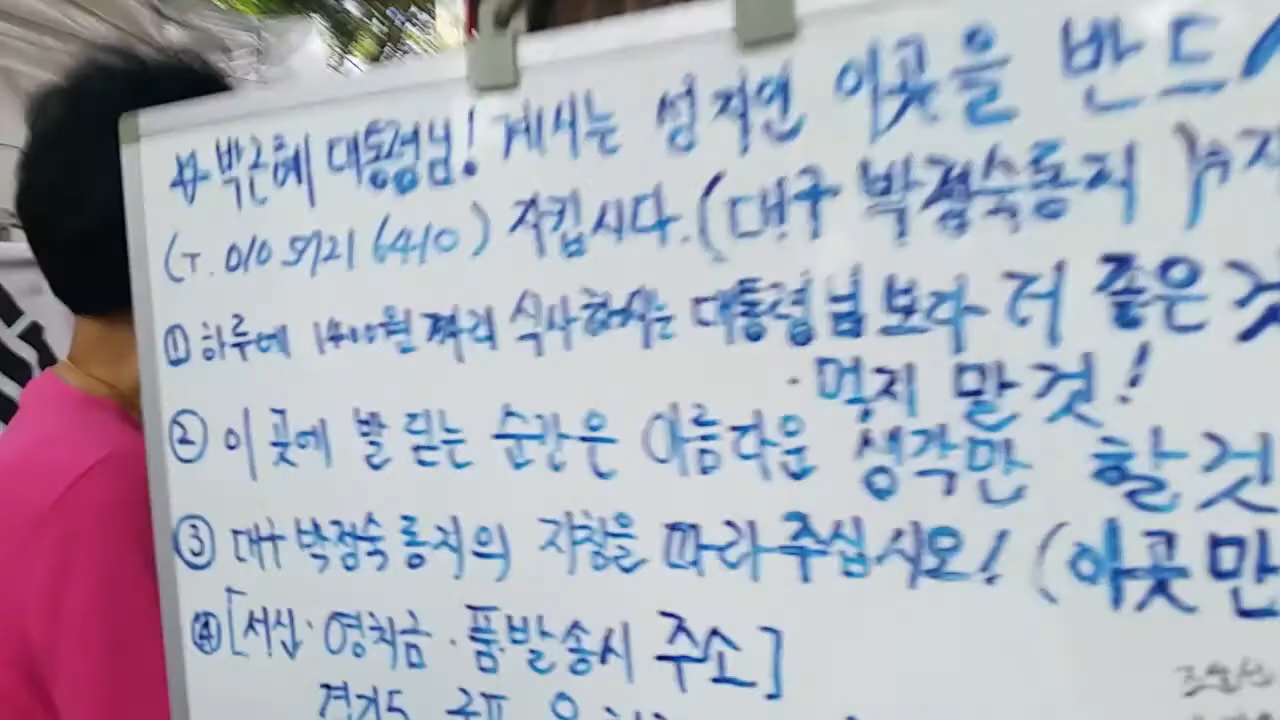 박근혜 대통령님! 계시는 성지인 이곳을 반드
(T. 010 5721 6410) 지킵시다. (대구 박점숙동지)
① 하루에 1400원 짜리 식사하시는 대통령님 보다 더 좋은 것
먹지 말 것!
② 이 곳에 발 딛는 순간은 아름다운 생각만 할 것
③ 대구 박점숙 동지의 지침을 따라 주십시오! (이곳만
④ [서신·영치금·품발송시 주소]
경기도